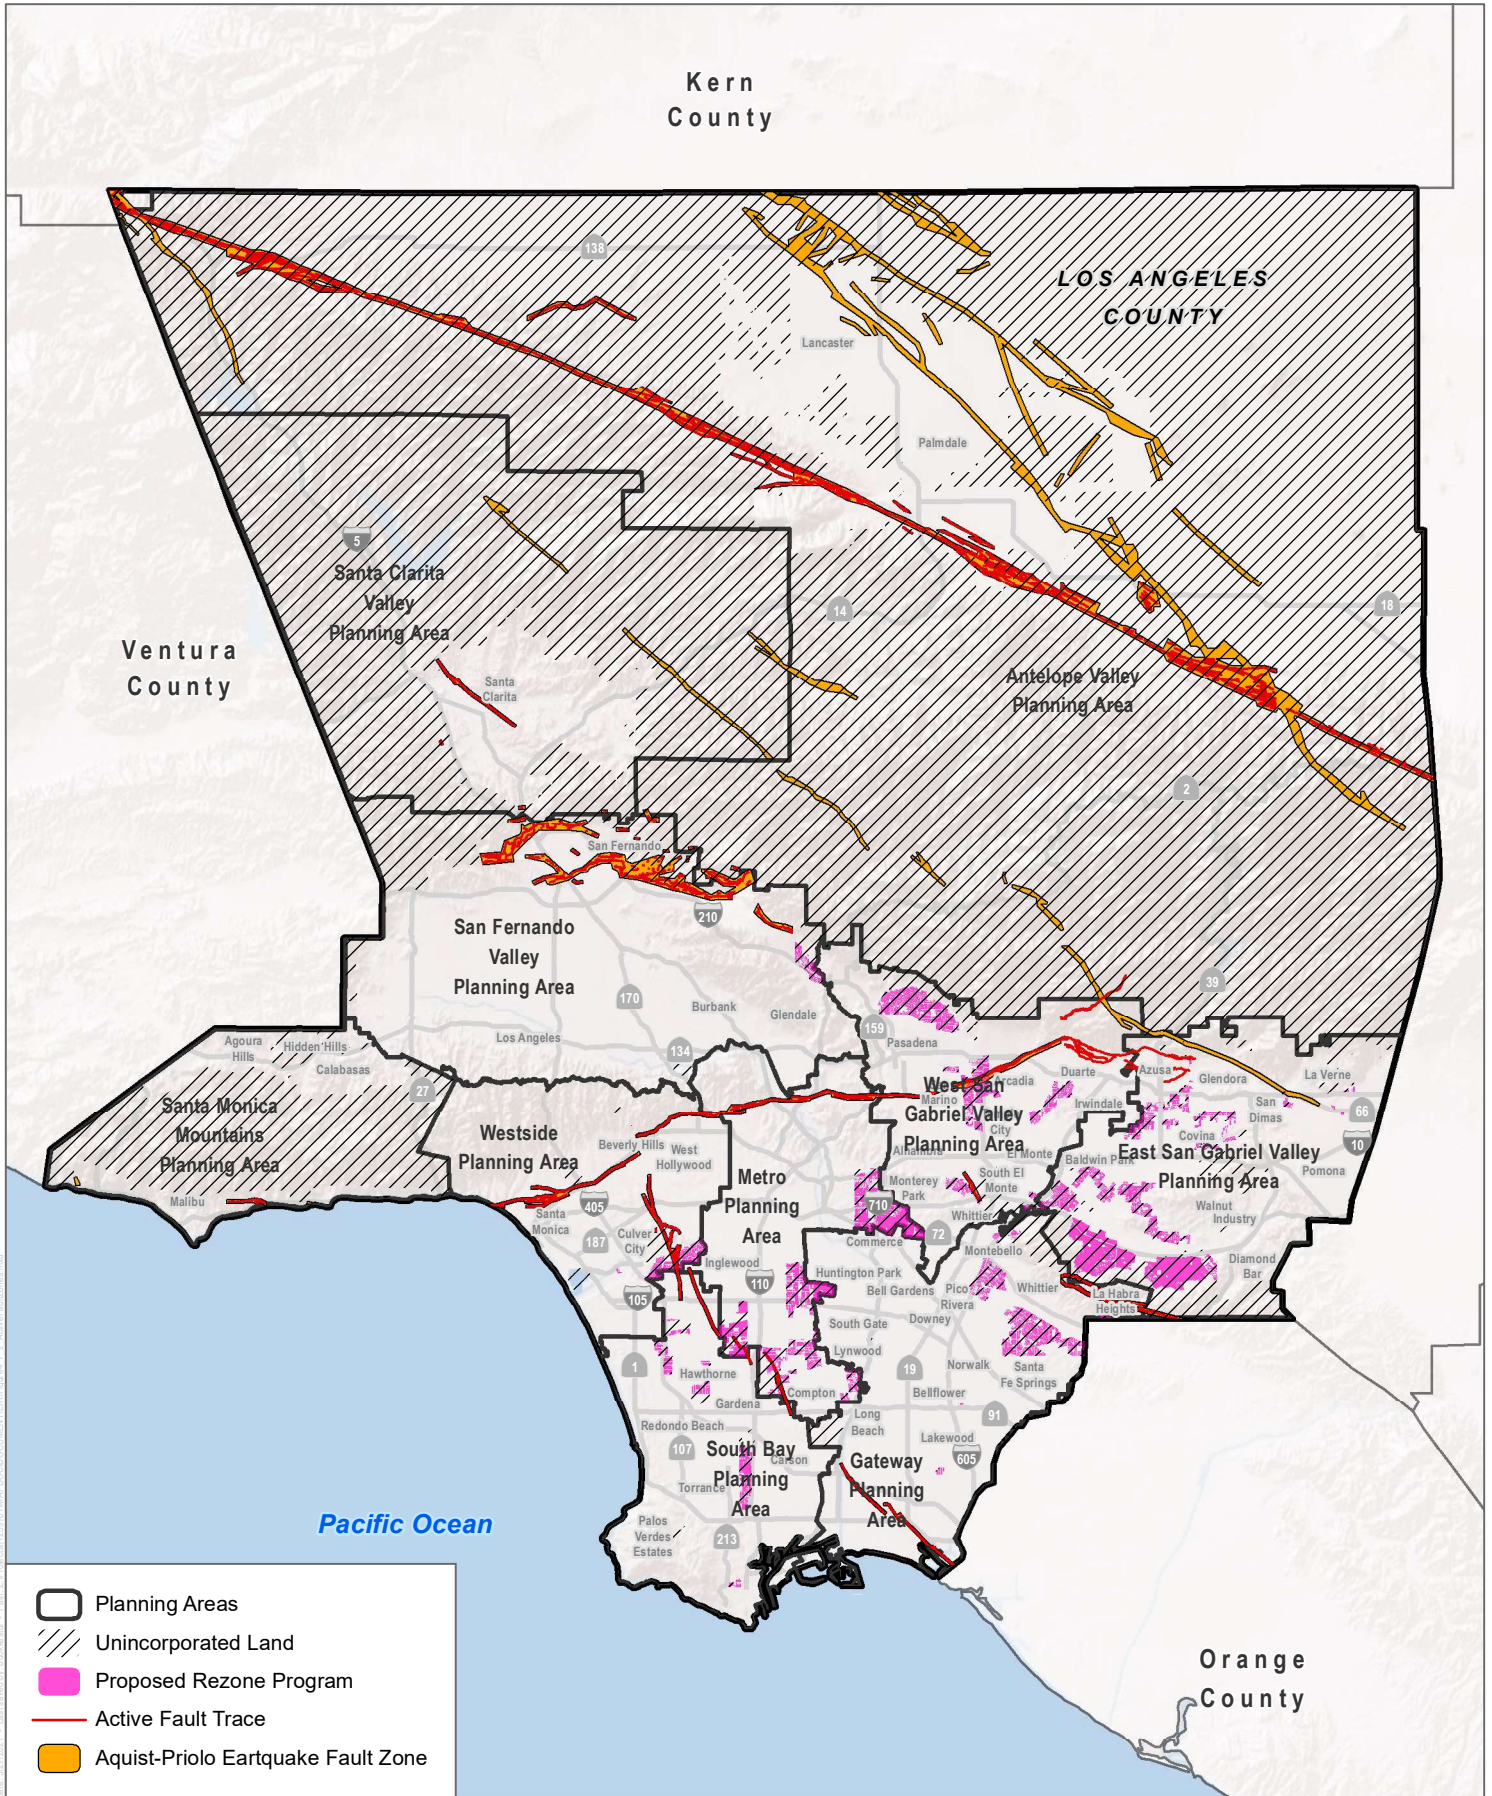 Kern
County
138
LOS ANGELES
COUNTY
Lancaster
Palmdale
5
Santa Clarita
Valley
Planning Area
14
18
Ventura
County
Santa
Clarita
Antelope Valley
Planning Area
2
San Fernando
210
San Fernando
Valley
Planning Area
39
170
Burbank
Glendale
159
Pasadena
Los Angeles
134
Agoura
Hills
Hidden Hills
Calabasas
27
Arcadia
Duarte
Azusa
Glendora
La Verne
West San
Gabriel Valley
Planning Area
Marino
City
Irwindale
San
Dimas
66
10
Santa Monica
Mountains
Planning Area
Westside
Planning Area
Beverly Hills
West
Hollywood
Alhambra
El Monte
Baldwin Park
Covina
East San Gabriel Valley
Planning Area
Pomona
Metro
Planning
Area
Monterey
Park
South El
Monte
Walnut
Industry
Malibu
Santa
Monica
405
710
Whittier
187
Culver
City
Commerce
72
Montebello
Diamond
Bar
Inglewood
110
Huntington Park
Bell Gardens
Pico
Rivera
Whittier
La Habra
Heights
105
South Gate
Downey
Lynwood
1
Hawthorne
19
Norwalk
Santa
Fe Springs
Compton
Bellflower
Gardena
Long
Beach
91
Redondo Beach
Lakewood
107
South Bay
Planning
Area
Carson
Gateway
Planning
Area
605
Torrance
Pacific Ocean
Palos
Verdes
Estates
213
Orange
County
Planning Areas
Unincorporated Land
Proposed Rezone Program
Active Fault Trace
Aquist-Priolo Eartquake Fault Zone